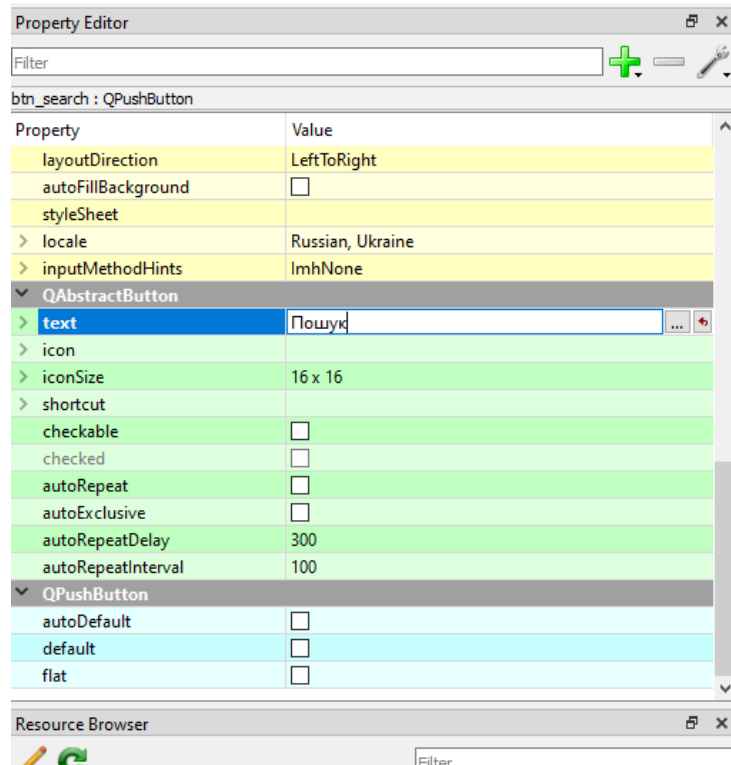 Property Editor
Filter
btn_search : QPushButton
Property Value
layoutDirection LeftToRight
autoFillBackground
styleSheet
locale Russian, Ukraine
inputMethodHints ImhNone
QAbstractButton
text Пошук ...
icon
iconSize 16 x 16
shortcut
checkable
checked
autoRepeat
autoExclusive
autoRepeatDelay 300
autoRepeatInterval 100
QPushButton
autoDefault
default
flat
Resource Browser
Filter